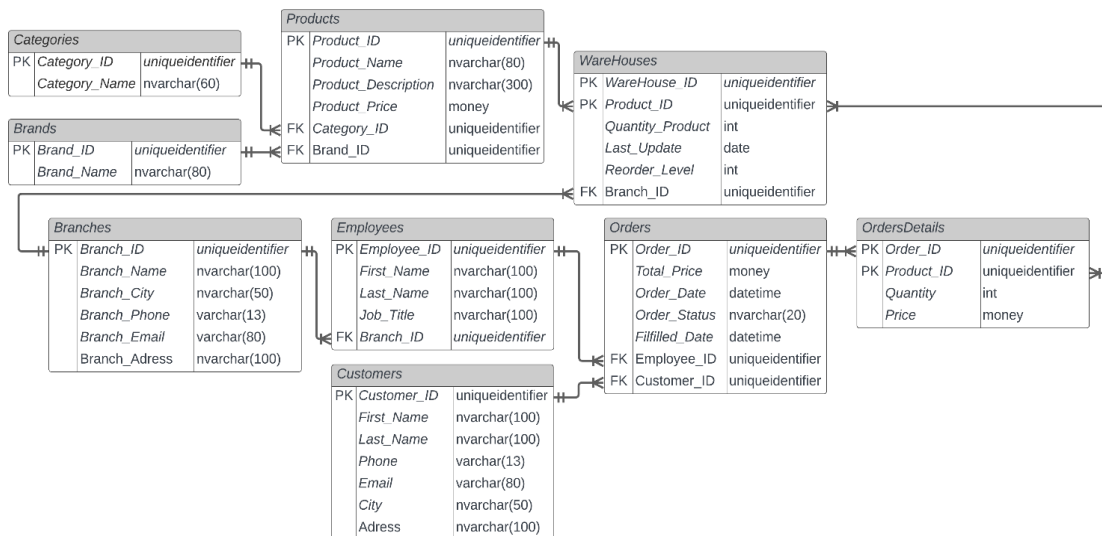 Categories
PK Category_ID uniqueidentifier
Category_Name nvarchar(60)
Brands
PK Brand_ID uniqueidentifier
Brand_Name nvarchar(80)
Products
PK Product_ID uniqueidentifier
Product_Name nvarchar(80)
Product_Description nvarchar(300)
Product_Price money
FK Category_ID uniqueidentifier
FK Brand_ID uniqueidentifier
WareHouses
PK WareHouse_ID uniqueidentifier
PK Product_ID uniqueidentifier
Quantity_Product int
Last_Update date
Reorder_Level int
FK Branch_ID uniqueidentifier
Branches
PK Branch_ID uniqueidentifier
Branch_Name nvarchar(100)
Branch_City nvarchar(50)
Branch_Phone varchar(13)
Branch_Email varchar(80)
Branch_Adress nvarchar(100)
Employees
PK Employee_ID uniqueidentifier
First_Name nvarchar(100)
Last_Name nvarchar(100)
Job_Title nvarchar(100)
FK Branch_ID uniqueidentifier
Customers
PK Customer_ID uniqueidentifier
First_Name nvarchar(100)
Last_Name nvarchar(100)
Phone varchar(13)
Email varchar(80)
City nvarchar(50)
Adress nvarchar(100)
Orders
PK Order_ID uniqueidentifier
Total_Price money
Order_Date datetime
Order_Status nvarchar(20)
Filfilled_Date datetime
FK Employee_ID uniqueidentifier
FK Customer_ID uniqueidentifier
OrdersDetails
PK Order_ID uniqueidentifier
PK Product_ID uniqueidentifier
Quantity int
Price money